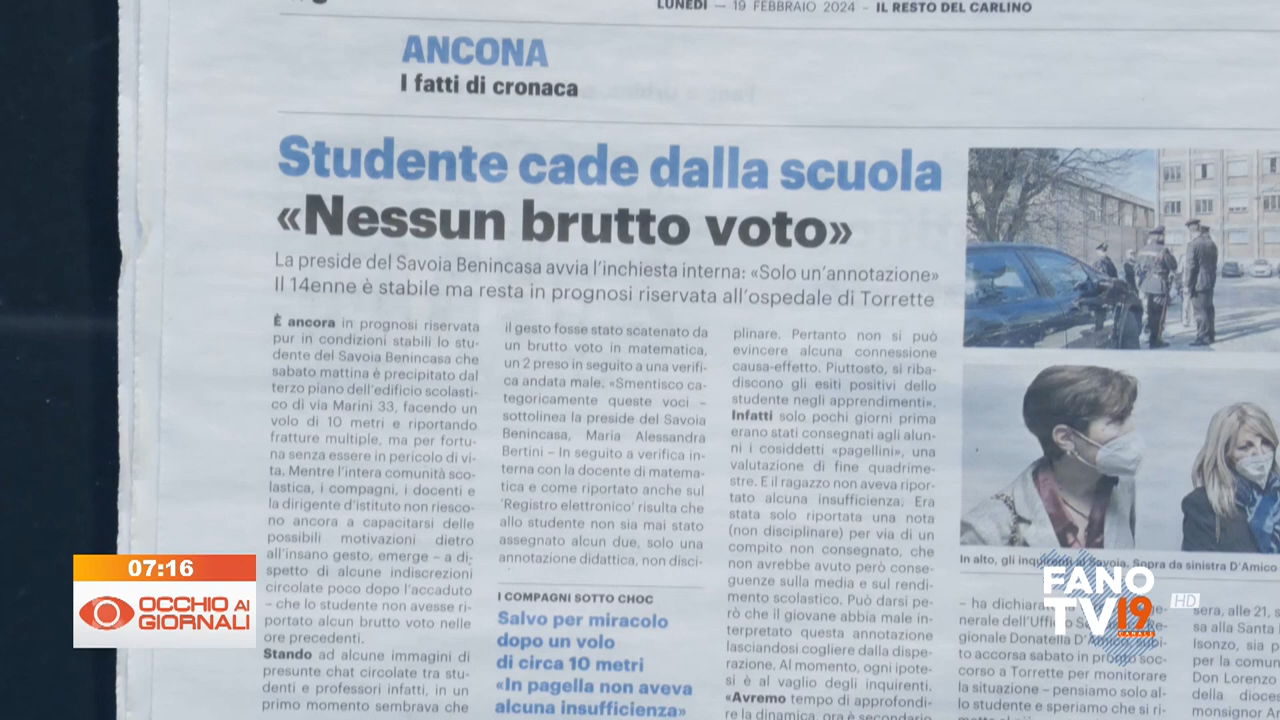 LUNEDÌ — 19 FEBBRAIO 2024 – IL RESTO DEL CARLINO
ANCONA
I fatti di cronaca
Studente cade dalla scuola
«Nessun brutto voto»
La preside del Savoia Benincasa avvia l'inchiesta interna: «Solo un'annotazione»
Il 14enne è stabile ma resta in prognosi riservata all'ospedale di Torrette
È ancora in prognosi riservata
pur in condizioni stabili lo stu-
dente del Savoia Benincasa che
sabato mattina è precipitato dal
terzo piano dell'edificio scolasti-
co di via Marini 33, facendo un
volo di 10 metri e riportando
fratture multiple, ma per fortu-
na senza essere in pericolo di vi-
ta. Mentre l'intera comunità sco-
lastica, i compagni, i docenti e
la dirigente d'istituto non riesco-
no ancora a capacitarsi delle
possibili motivazioni dietro
all'insano gesto, emerge – a di-
spetto di alcune indiscrezioni
circolate poco dopo l'accaduto
– che lo studente non avesse ri-
portato alcun brutto voto nelle
ore precedenti.
Stando ad alcune immagini di
presunte chat circolate tra stu-
denti e professori infatti, in un
primo momento sembrava che
il gesto fosse stato scatenato da
un brutto voto in matematica,
un 2 preso in seguito a una verifi-
ca andata male. «Smentisco ca-
tegoricamente queste voci –
sottolinea la preside del Savoia
Benincasa, Maria Alessandra
Bertini – In seguito a verifica in-
terna con la docente di matema-
tica e come riportato anche sul
'Registro elettronico' risulta che
allo studente non sia mai stato
assegnato alcun due, solo una
annotazione didattica, non disci-
I COMPAGNI SOTTO CHOC
Salvo per miracolo
dopo un volo
di circa 10 metri
«In pagella non aveva
alcuna insufficienza»
plinare. Pertanto non si può
evincere alcuna connessione
causa-effetto. Piuttosto, si riba-
discono gli esiti positivi dello
studente negli apprendimenti».
Infatti solo pochi giorni prima
erano stati consegnati agli alun-
ni i cosiddetti «pagellini», una
valutazione di fine quadrime-
stre. E il ragazzo non aveva ripor-
tato alcuna insufficienza. Era
stata solo riportata una nota
(non disciplinare) per via di un
compito non consegnato, che
non avrebbe avuto però conse-
guenze sulla media e sul rendi-
mento scolastico. Può darsi pe-
rò che il giovane abbia male in-
terpretato questa annotazione
lasciandosi cogliere dalla dispe-
razione. Al momento, ogni ipote-
si è al vaglio degli inquirenti.
«Avremo tempo di approfondi-
re la dinamica, ora è secondario
In alto, gli inquirenti al Savoia. Sopra da sinistra D'Amico
– ha dichiara
nerale dell'Uffi
gionale Donatella D'Amico
to accorsa sabato in pronto soc-
corso a Torrette per monitorare
la situazione – pensiamo solo al-
lo studente e speriamo che si ri-
sera, alle 21,
sa alla Santa
Isonzo, sia p
per la comun
Don Lorenzo
della dioces
monsignor A
07:16
OCCHIO AI
GIORNALI
FANO
TV19
CANALE
HD